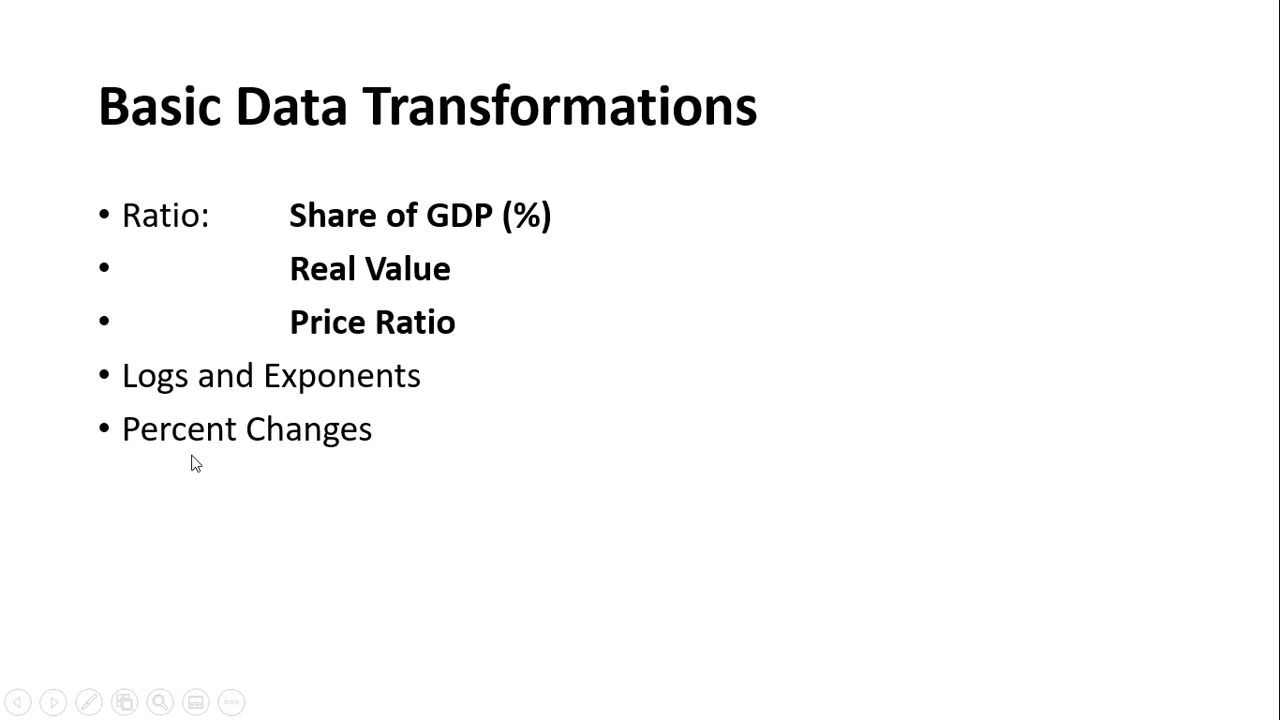 Basic Data Transformations
• Ratio: Share of GDP (%)
• Real Value
• Price Ratio
• Logs and Exponents
• Percent Changes